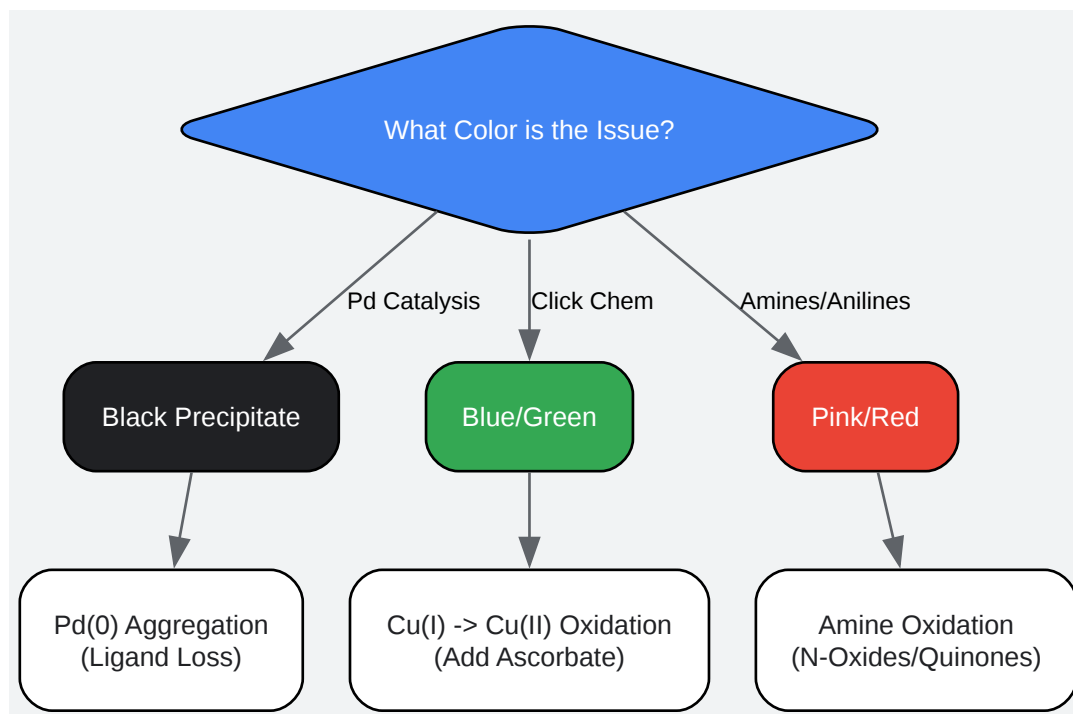 What Color is the Issue?
Pd Catalysis
Click Chem
Amines/Anilines
Black Precipitate
Blue/Green
Pink/Red
Pd(0) Aggregation
(Ligand Loss)
Cu(I) -> Cu(II) Oxidation
(Add Ascorbate)
Amine Oxidation
(N-Oxides/Quinones)